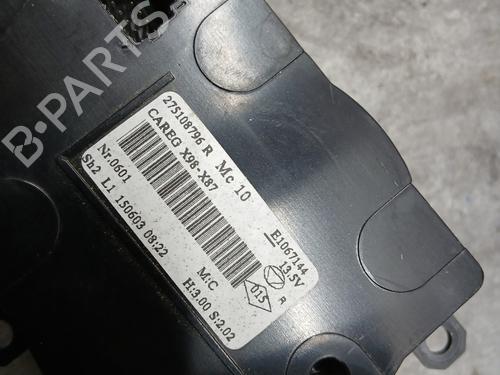 B-PARTS
275108796 R Mc 10
CAREG X98-X87
E1067144
13.5V
Nr.0601
Sh2 L1 150603 08:22
M:C
015 R
H:3.00 S:2.02